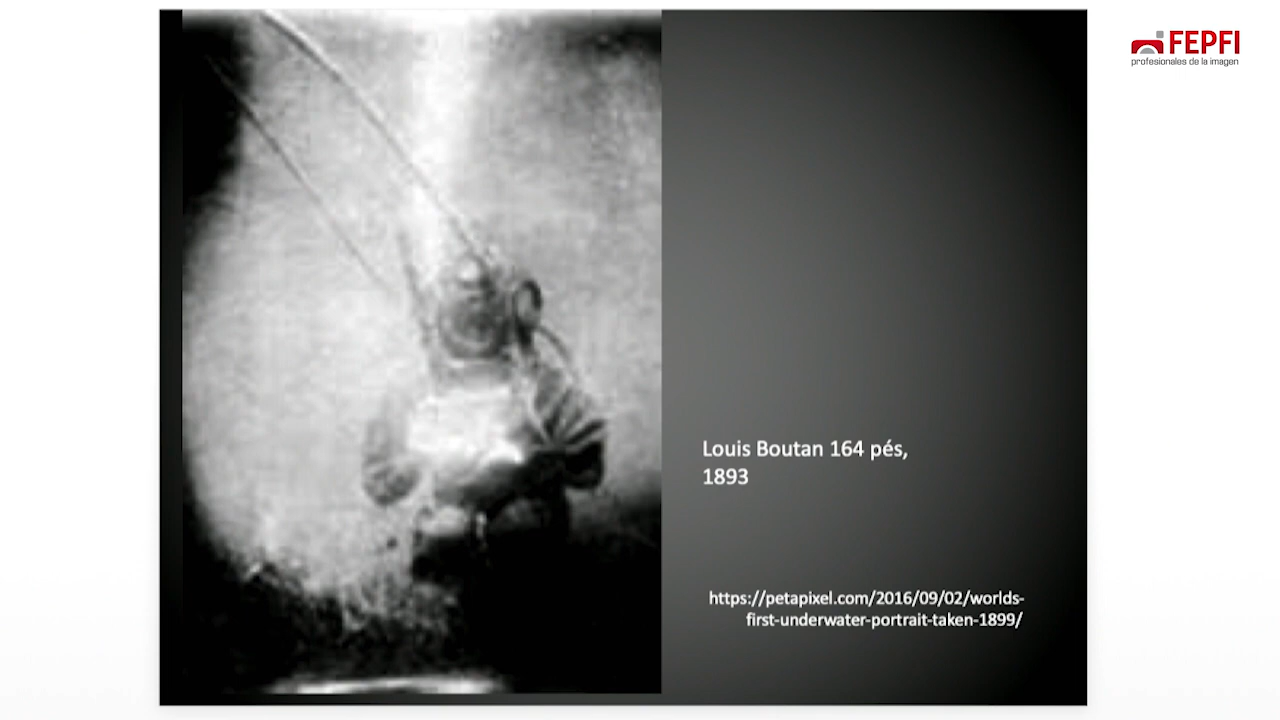 FEPFI
profesionales de la imagen
Louis Boutan 164 pés,
1893
https://petapixel.com/2016/09/02/worlds-
first-underwater-portrait-taken-1899/